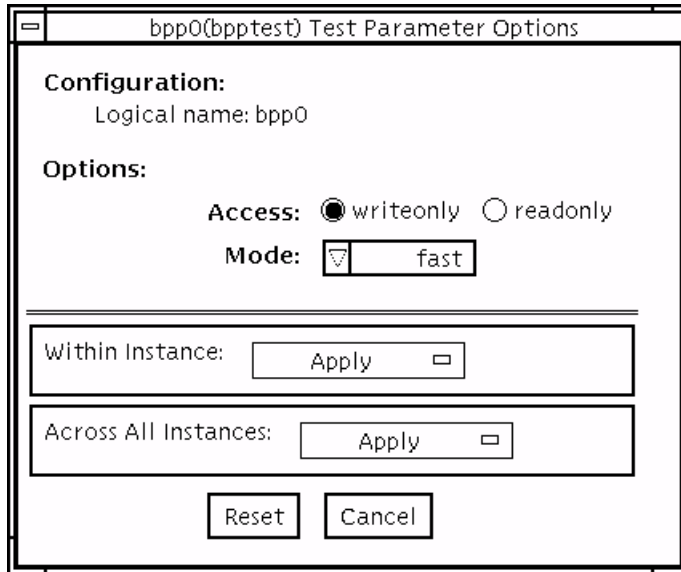 bpp0(bpptest) Test Parameter Options
Configuration:
Logical name: bpp0
Options:
Access: writeonly readonly
Mode: fast
Within Instance: Apply
Across All Instances: Apply
Reset Cancel